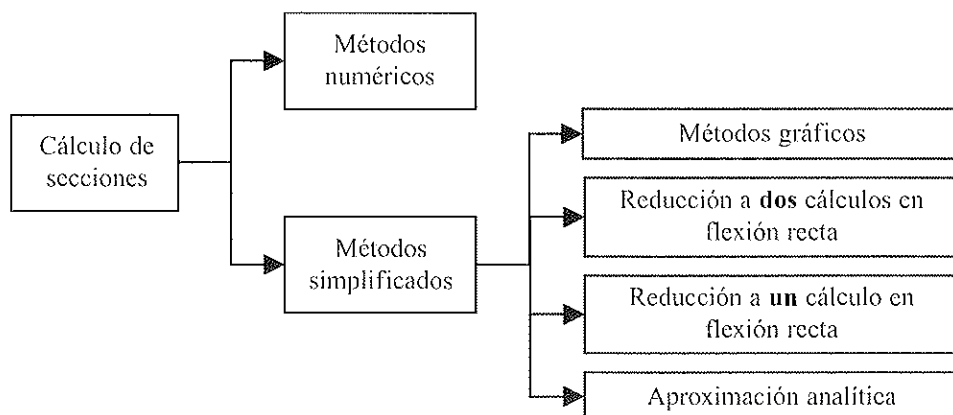 Métodos
numéricos
Cálculo de
secciones
Métodos
simplificados
Métodos gráficos
Reducción a dos cálculos en
flexión recta
Reducción a un cálculo en
flexión recta
Aproximación analítica